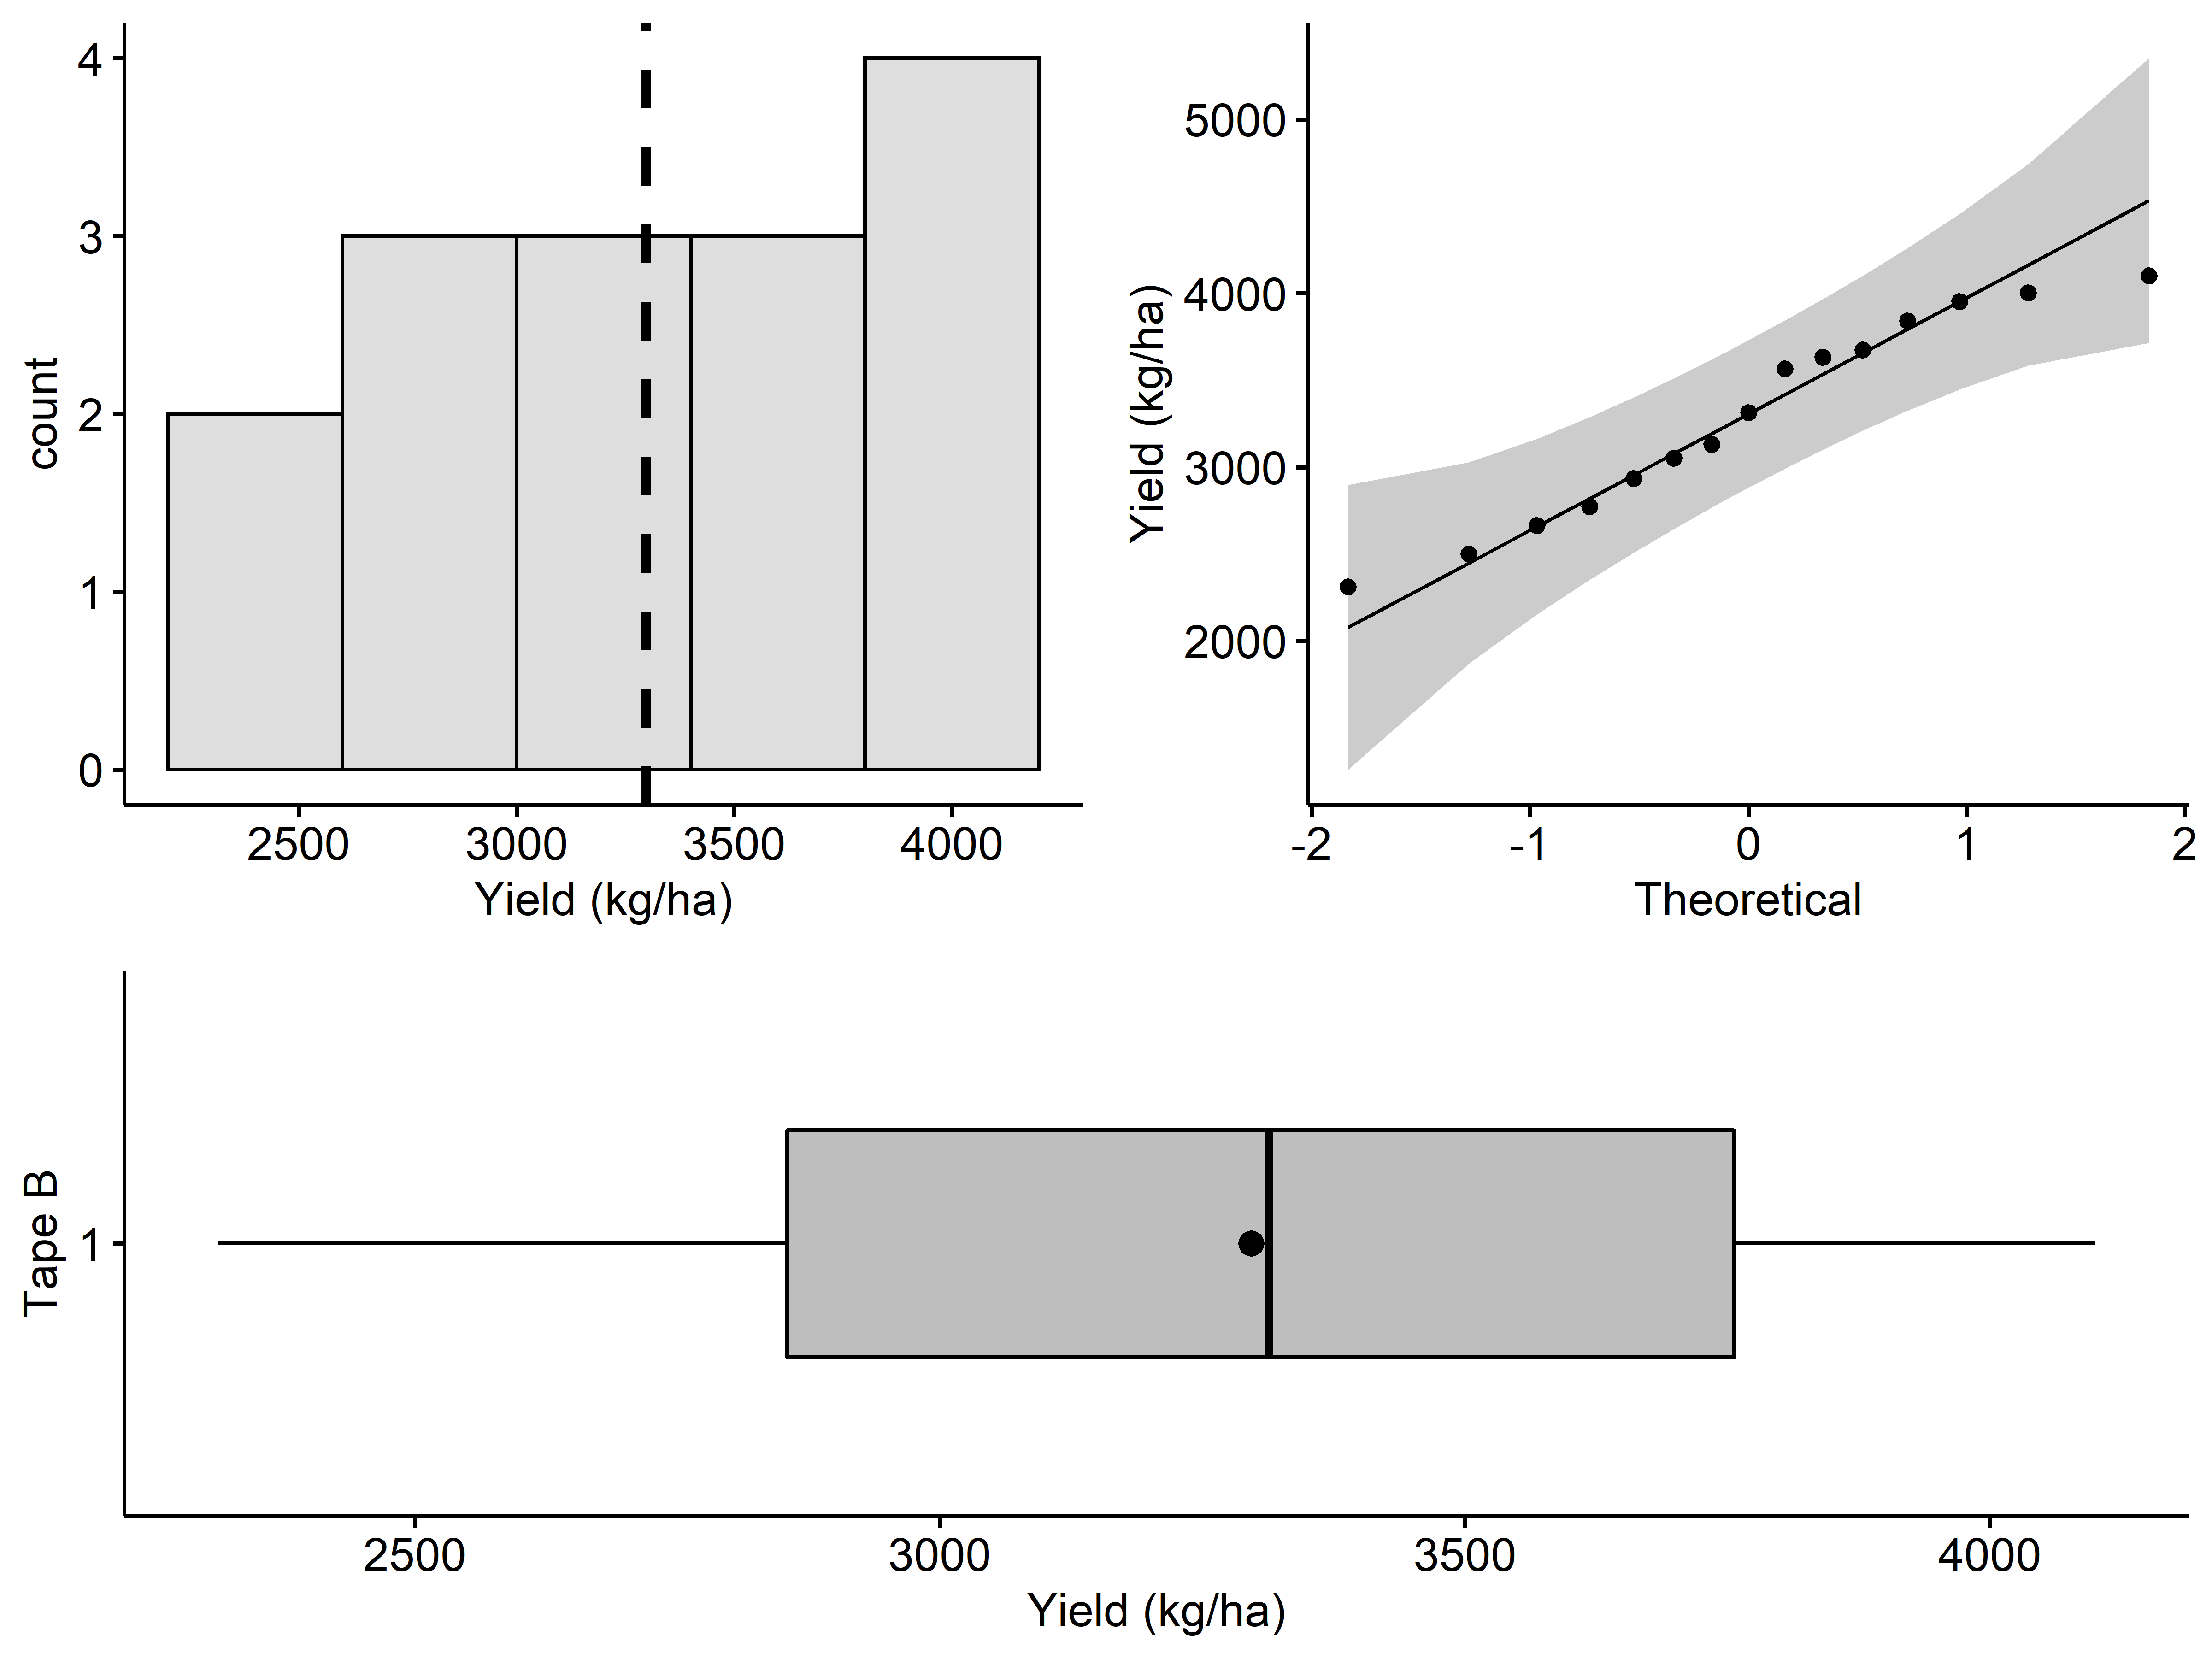 4
3
2
1
0
count
2500 3000 3500 4000
Yield (kg/ha)
5000
4000
3000
2000
Yield (kg/ha)
-2 -1 0 1 2
Theoretical
Tape B
1
2500 3000 3500 4000
Yield (kg/ha)